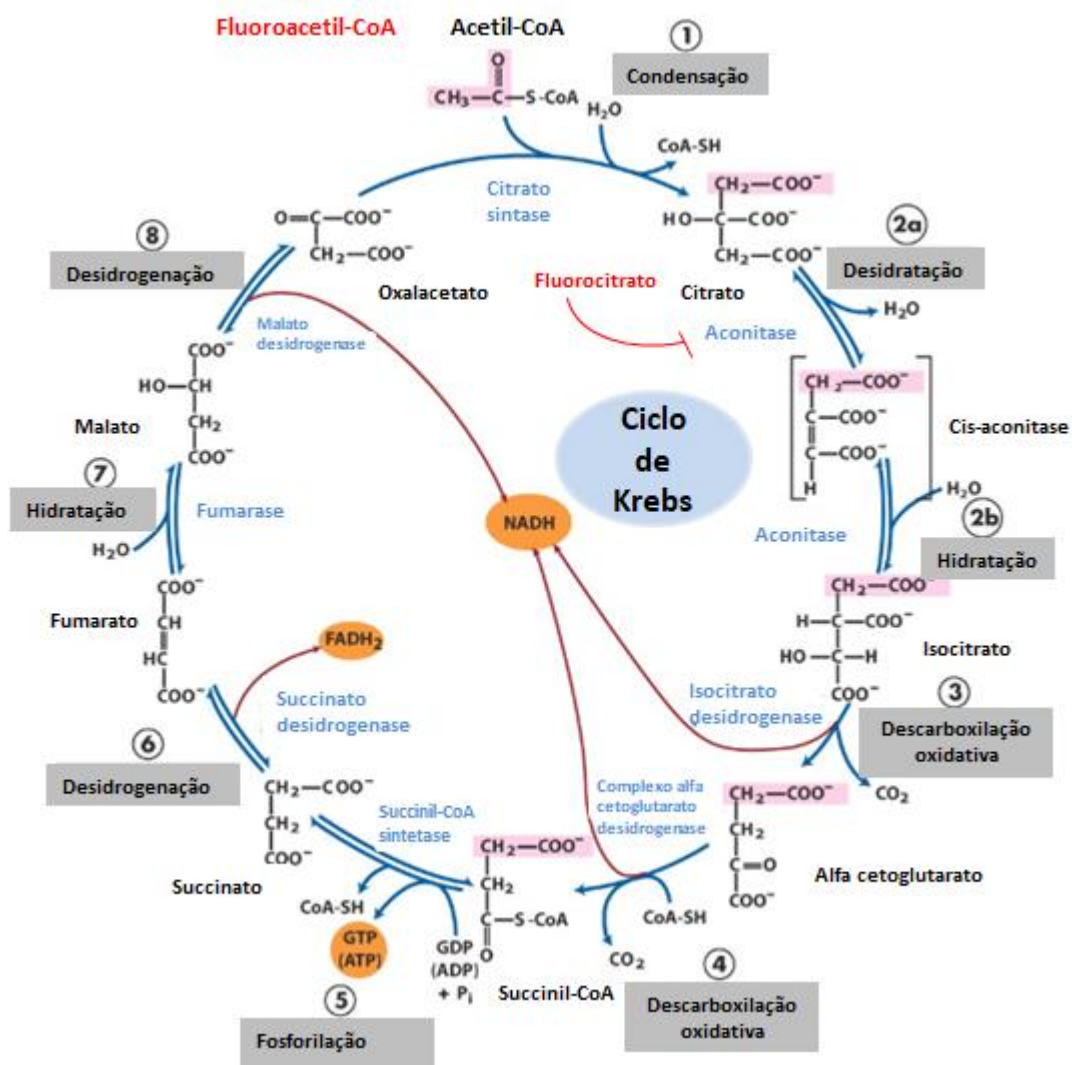 Fluoroacetil-CoA
Acetil-CoA
1
Condensação
O
CH₃—C—S-CoA
H₂O
CoA-SH
Citrato
sintase
CH₂—COO⁻
HO—C—COO⁻
CH₂—COO⁻
Citrato
2a
Desidratação
H₂O
8
Desidrogenação
O=C—COO⁻
CH₂—COO⁻
Oxalacetato
Fluorocitrato
Aconitase
Malato
desidrogenase
CH₂—COO⁻
C—COO⁻
C—COO⁻
H
Cis-aconitase
COO⁻
HO—CH
CH₂
COO⁻
Malato
Ciclo
de
Krebs
7
Hidratação
H₂O
Fumarase
NADH
Aconitase
H₂O
2b
Hidratação
COO⁻
CH
HC
COO⁻
Fumarato
CH₂—COO⁻
H—C—COO⁻
HO—C—H
COO⁻
Isocitrato
FADH₂
Succinato
desidrogenase
Isocitrato
desidrogenase
3
Descarboxilação
oxidativa
CO₂
6
Desidrogenação
CH₂—COO⁻
CH₂
COO⁻
Succinato
Succinil-CoA
sintetase
Complexo alfa
cetoglutarato
desidrogenase
CH₂—COO⁻
CH₂
C=O
COO⁻
Alfa cetoglutarato
CH₂—COO⁻
CH₂
C—S-CoA
O
Succinil-CoA
CoA-SH
CoA-SH
GTP
(ATP)
GDP
(ADP)
+ Pᵢ
CO₂
4
Descarboxilação
oxidativa
5
Fosforilação